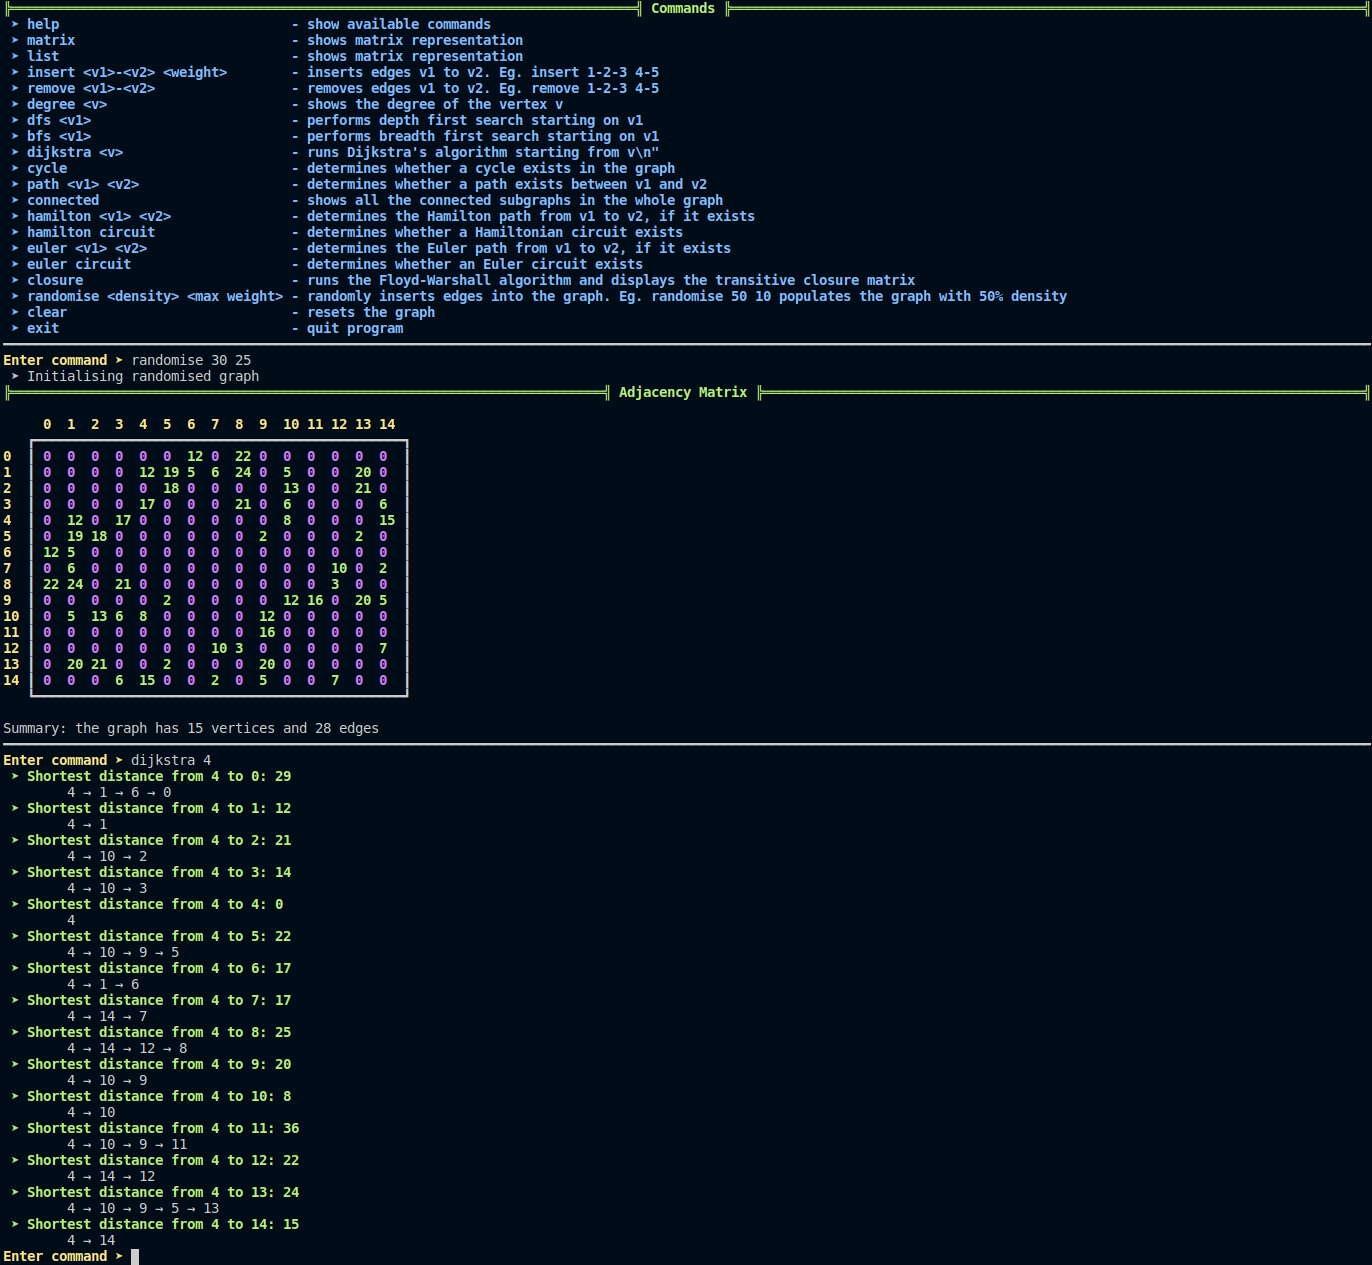 Commands
➤ help - show available commands
➤ matrix - shows matrix representation
➤ list - shows matrix representation
➤ insert <v1>-<v2> <weight> - inserts edges v1 to v2. Eg. insert 1-2-3 4-5
➤ remove <v1>-<v2> - removes edges v1 to v2. Eg. remove 1-2-3 4-5
➤ degree <v> - shows the degree of the vertex v
➤ dfs <v1> - performs depth first search starting on v1
➤ bfs <v1> - performs breadth first search starting on v1
➤ dijkstra <v> - runs Dijkstra's algorithm starting from v\n"
➤ cycle - determines whether a cycle exists in the graph
➤ path <v1> <v2> - determines whether a path exists between v1 and v2
➤ connected - shows all the connected subgraphs in the whole graph
➤ hamilton <v1> <v2> - determines the Hamilton path from v1 to v2, if it exists
➤ hamilton circuit - determines whether a Hamiltonian circuit exists
➤ euler <v1> <v2> - determines the Euler path from v1 to v2, if it exists
➤ euler circuit - determines whether an Euler circuit exists
➤ closure - runs the Floyd-Warshall algorithm and displays the transitive closure matrix
➤ randomise <density> <max weight> - randomly inserts edges into the graph. Eg. randomise 50 10 populates the graph with 50% density
➤ clear - resets the graph
➤ exit - quit program
Enter command ➤ randomise 30 25
➤ Initialising randomised graph
Adjacency Matrix
0 1 2 3 4 5 6 7 8 9 10 11 12 13 14
0 0 0 0 0 0 0 12 0 22 0 0 0 0 0 0
1 0 0 0 0 12 19 5 6 24 0 5 0 0 20 0
2 0 0 0 0 0 18 0 0 0 0 13 0 0 21 0
3 0 0 0 0 17 0 0 0 21 0 6 0 0 0 6
4 0 12 0 17 0 0 0 0 0 0 8 0 0 0 15
5 0 19 18 0 0 0 0 0 0 2 0 0 0 2 0
6 12 5 0 0 0 0 0 0 0 0 0 0 0 0 0
7 0 6 0 0 0 0 0 0 0 0 0 0 10 0 2
8 22 24 0 21 0 0 0 0 0 0 0 0 3 0 0
9 0 0 0 0 0 2 0 0 0 0 12 16 0 20 5
10 0 5 13 6 8 0 0 0 0 12 0 0 0 0 0
11 0 0 0 0 0 0 0 0 0 16 0 0 0 0 0
12 0 0 0 0 0 0 0 10 3 0 0 0 0 0 7
13 0 20 21 0 0 2 0 0 0 20 0 0 0 0 0
14 0 0 0 6 15 0 0 2 0 5 0 0 7 0 0
Summary: the graph has 15 vertices and 28 edges
Enter command ➤ dijkstra 4
➤ Shortest distance from 4 to 0: 29
4 → 1 → 6 → 0
➤ Shortest distance from 4 to 1: 12
4 → 1
➤ Shortest distance from 4 to 2: 21
4 → 10 → 2
➤ Shortest distance from 4 to 3: 14
4 → 10 → 3
➤ Shortest distance from 4 to 4: 0
4
➤ Shortest distance from 4 to 5: 22
4 → 10 → 9 → 5
➤ Shortest distance from 4 to 6: 17
4 → 1 → 6
➤ Shortest distance from 4 to 7: 17
4 → 14 → 7
➤ Shortest distance from 4 to 8: 25
4 → 14 → 12 → 8
➤ Shortest distance from 4 to 9: 20
4 → 10 → 9
➤ Shortest distance from 4 to 10: 8
4 → 10
➤ Shortest distance from 4 to 11: 36
4 → 10 → 9 → 11
➤ Shortest distance from 4 to 12: 22
4 → 14 → 12
➤ Shortest distance from 4 to 13: 24
4 → 10 → 9 → 5 → 13
➤ Shortest distance from 4 to 14: 15
4 → 14
Enter command ➤